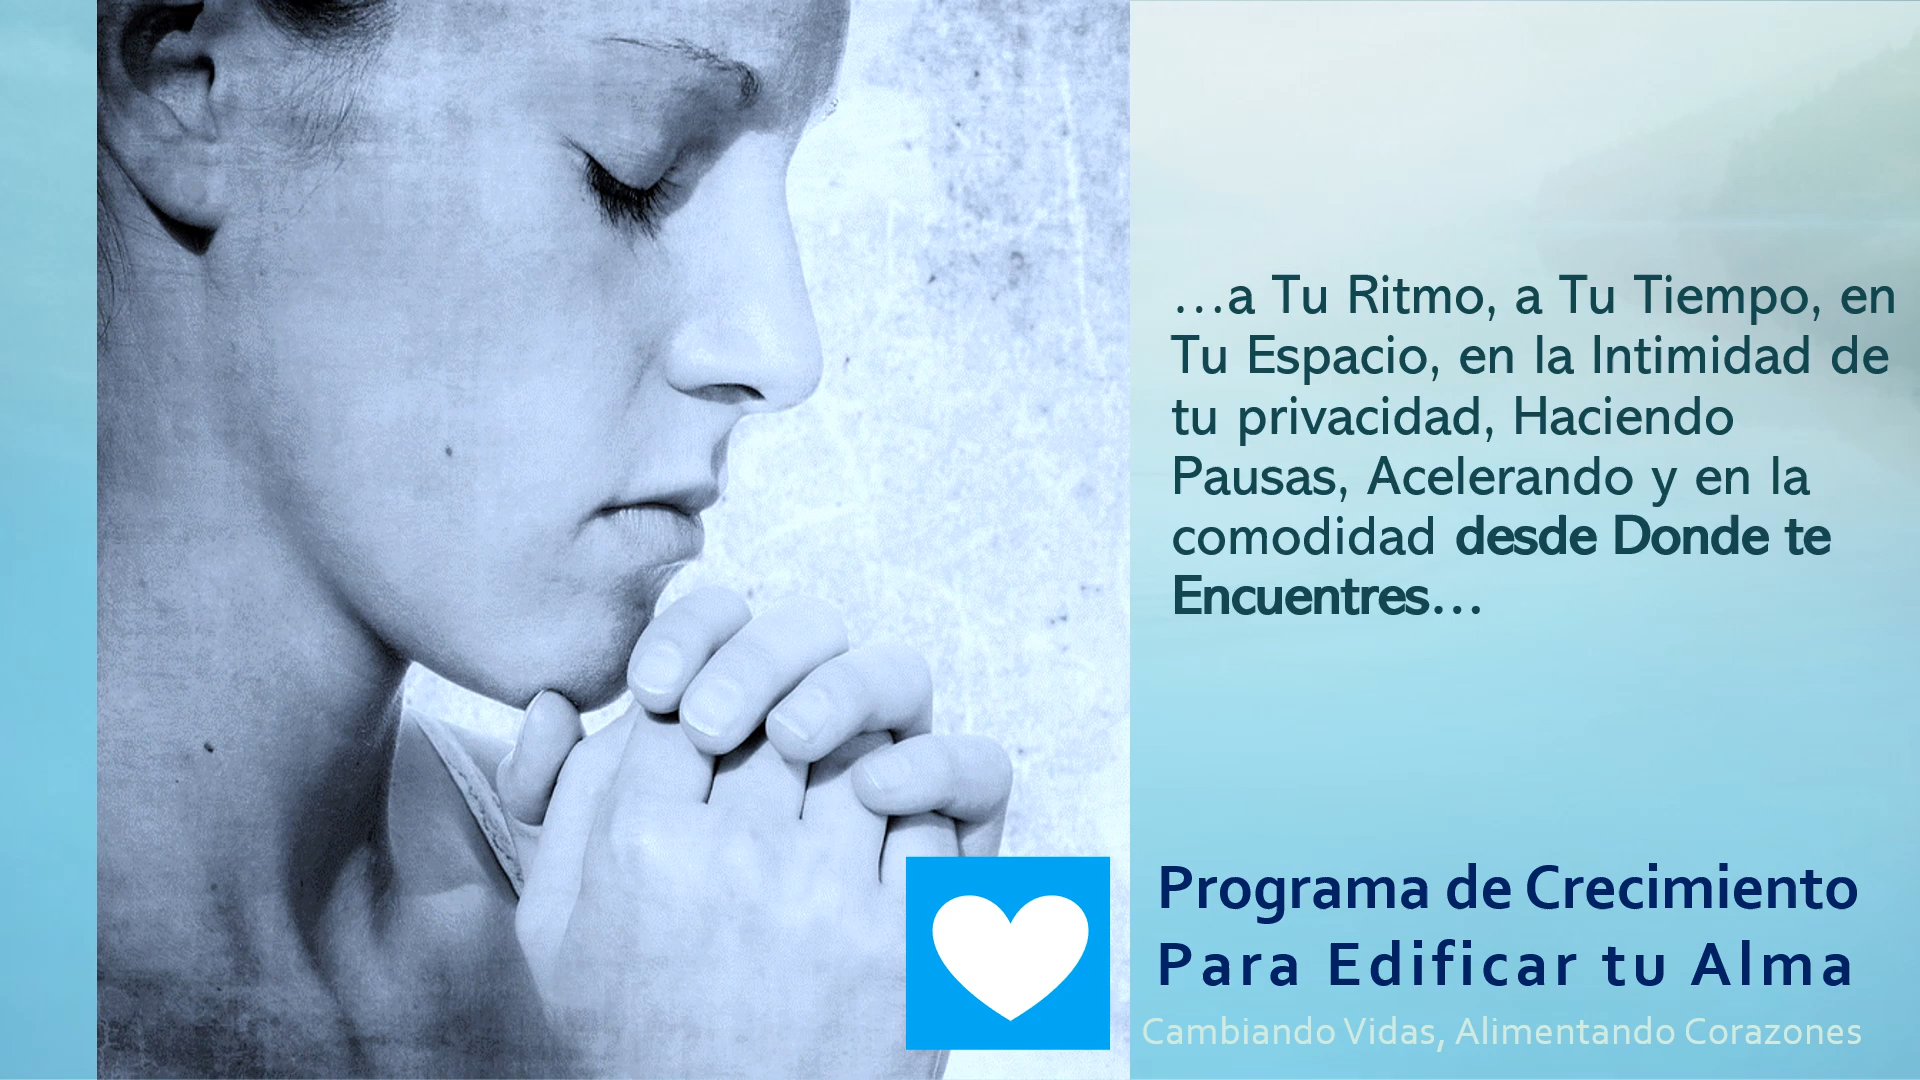 ...a Tu Ritmo, a Tu Tiempo, en
Tu Espacio, en la Intimidad de
tu privacidad, Haciendo
Pausas, Acelerando y en la
comodidad desde Donde te
Encuentres...
Programa de Crecimiento
Para Edificar tu Alma
Cambiando Vidas, Alimentando Corazones